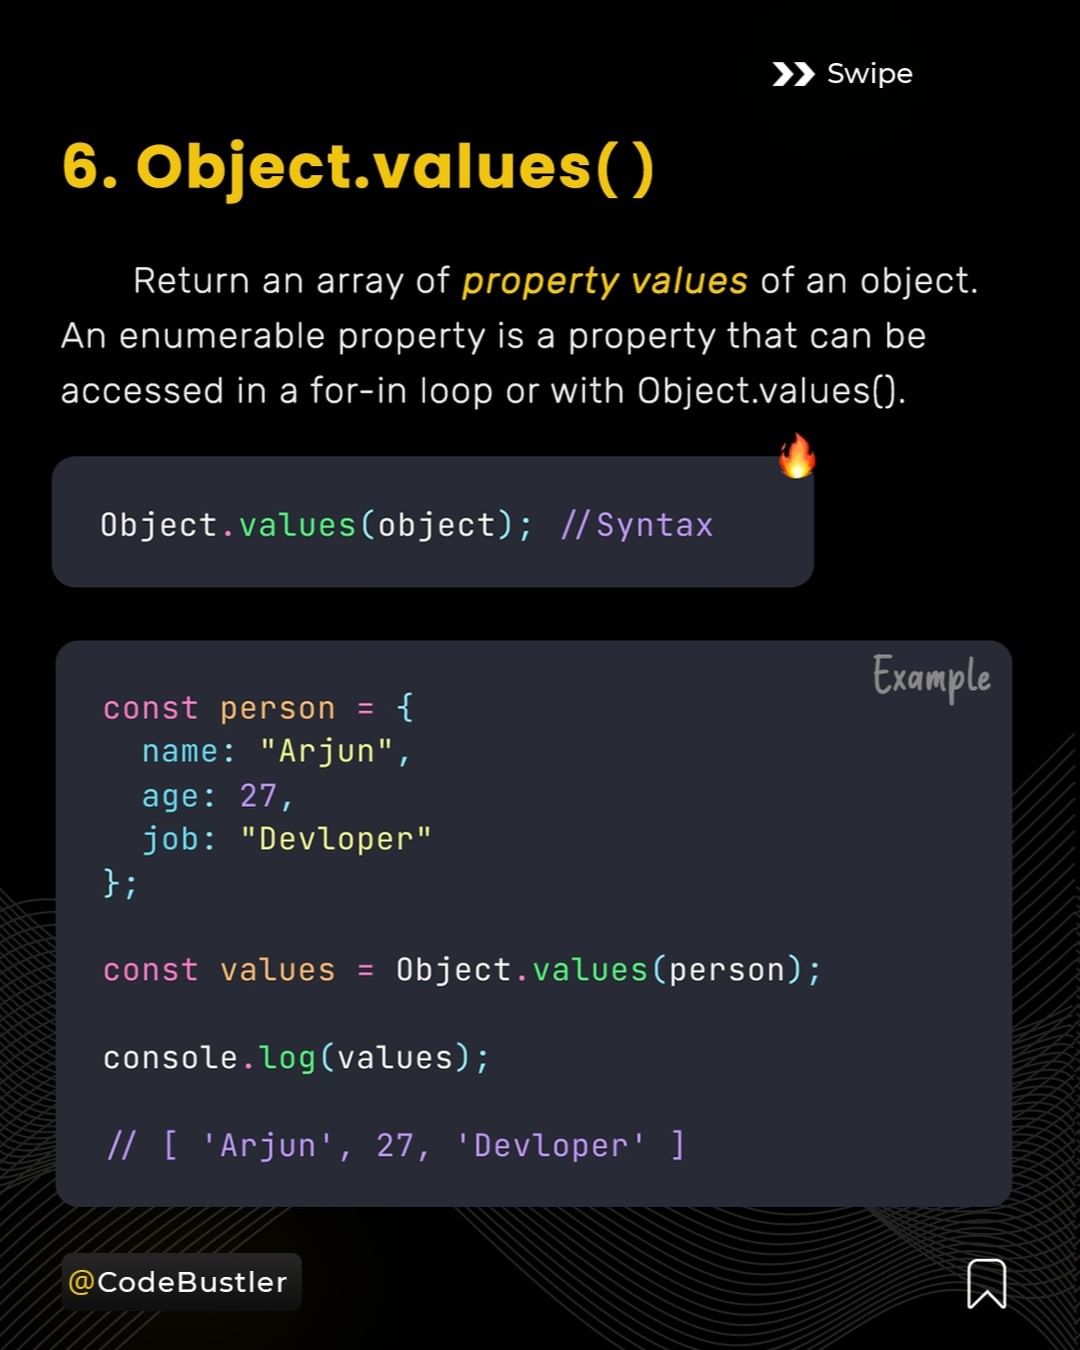 Swipe
6. Object.values( )
Return an array of property values of an object.
An enumerable property is a property that can be
accessed in a for-in loop or with Object.values().
Object.values(object); //Syntax
Example
const person = {
  name: "Arjun",
  age: 27,
  job: "Devloper"
};
const values = Object.values(person);
console.log(values);
// [ 'Arjun', 27, 'Devloper' ]
@CodeBustler